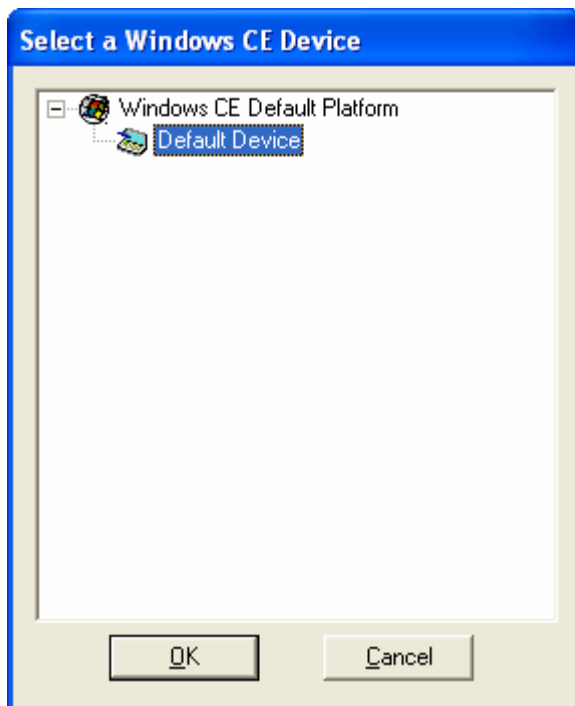 Select a Windows CE Device
Windows CE Default Platform
Default Device
OK
Cancel